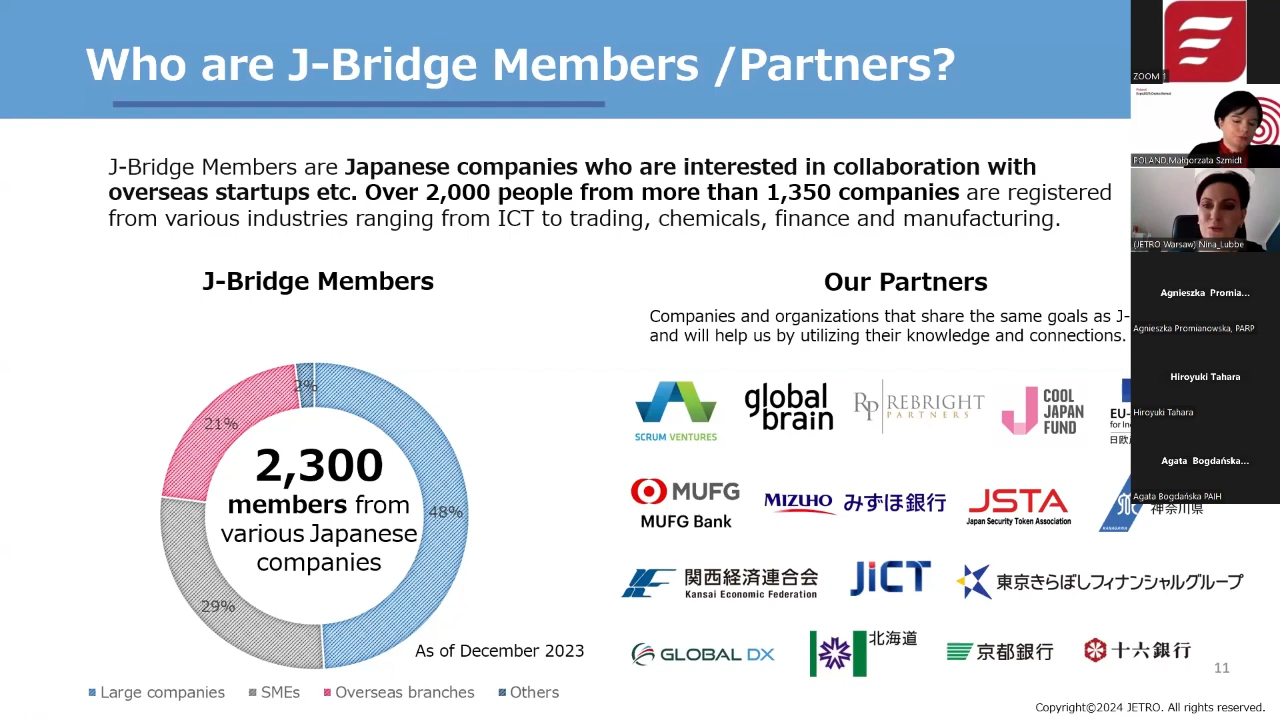 Who are J-Bridge Members /Partners?
J-Bridge Members are Japanese companies who are interested in collaboration with
overseas startups etc. Over 2,000 people from more than 1,350 companies are registered
from various industries ranging from ICT to trading, chemicals, finance and manufacturing.
J-Bridge Members
2%
21%
48%
29%
2,300
members from
various Japanese
companies
As of December 2023
Large companies
SMEs
Overseas branches
Others
Our Partners
Companies and organizations that share the same goals as J-
and will help us by utilizing their knowledge and connections.
SCRUM VENTURES
global
brain
RP REBRIGHT
PARTNERS
COOL
JAPAN
FUND
EU-
for In
日欧
MUFG
MUFG Bank
MIZUHO みずほ銀行
JSTA
Japan Security Token Association
神奈川県
関西経済連合会
Kansai Economic Federation
JICT
東京きらぼしフィナンシャルグループ
GLOBAL DX
北海道
京都銀行
十六銀行
11
Copyright©2024 JETRO. All rights reserved.
ZOOM 1
POLAND Małgorzata Szmidt
(JETRO Warsaw) Nina_Lubbe
Agnieszka Promia...
Agnieszka Promianowska, PARP
Hiroyuki Tahara
Hiroyuki Tahara
Agata Bogdańska...
Agata Bogdańska PAIH